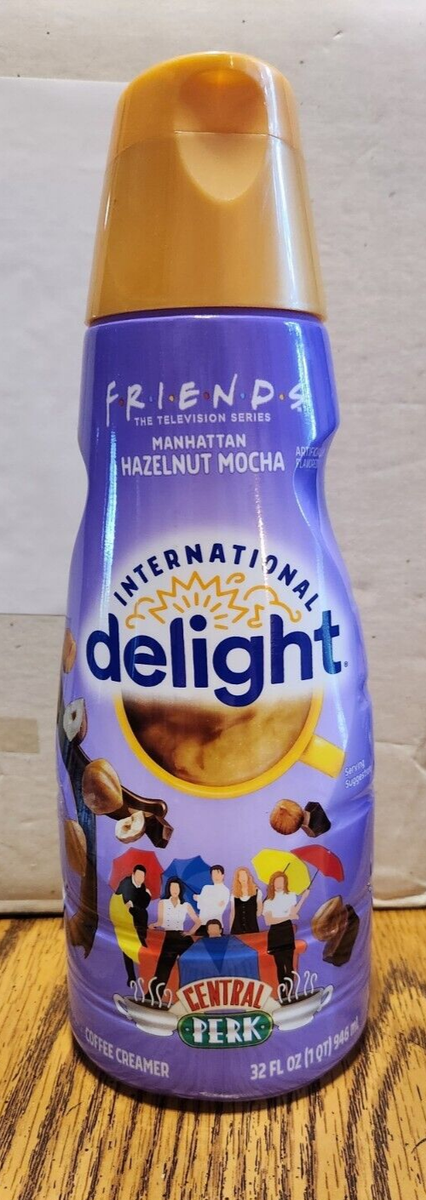 F·R·I·E·N·D·S
THE TELEVISION SERIES
MANHATTAN
HAZELNUT MOCHA
INTERNATIONAL
delight.
Serving
CENTRAL
PERK
COFFEE CREAMER
32 FL OZ (1 QT) 946 mL